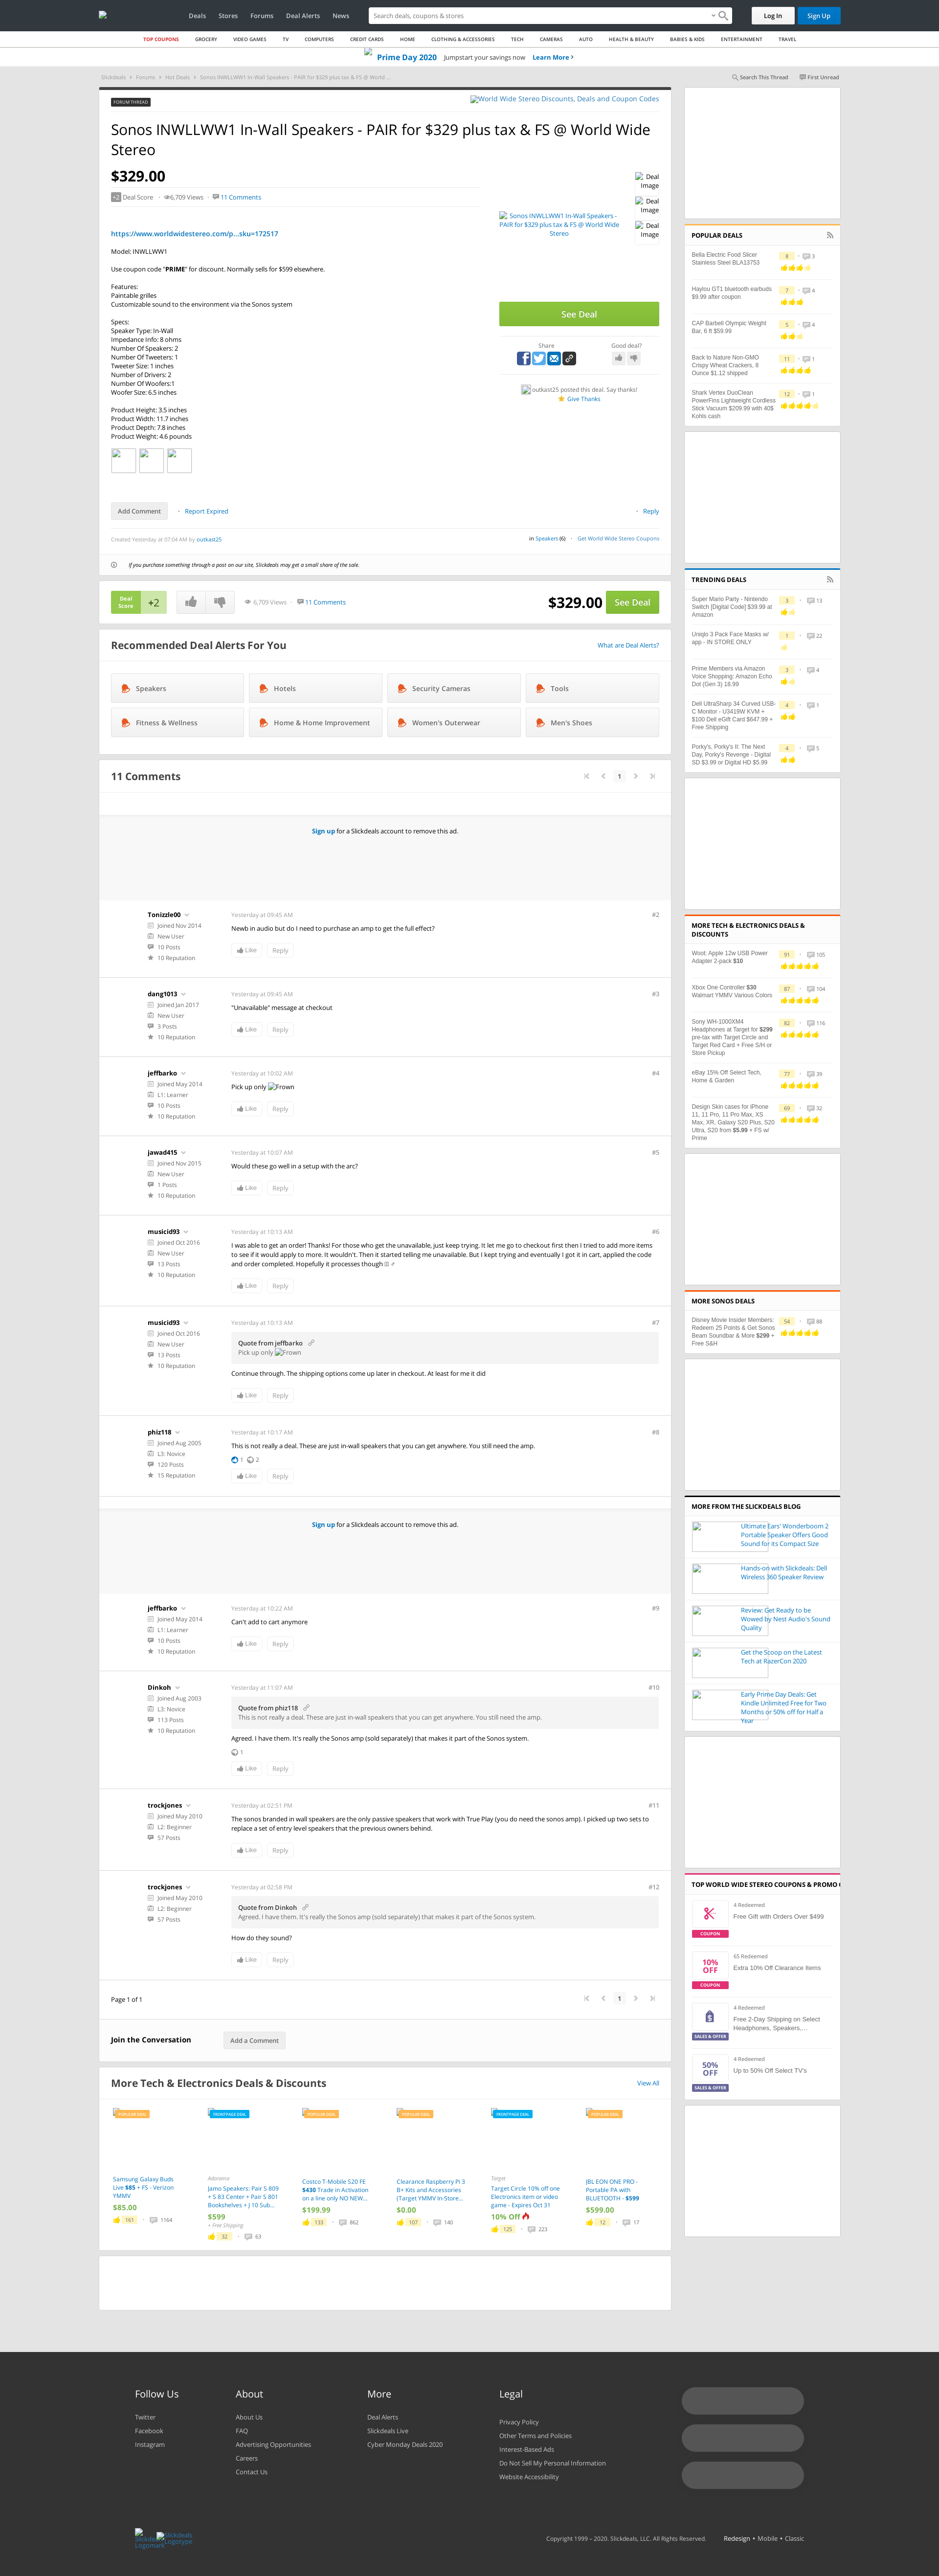 Deals Stores Forums Deal Alerts News
Search deals, coupons & stores
Log In
Sign Up
TOP COUPONS GROCERY VIDEO GAMES TV COMPUTERS CREDIT CARDS HOME CLOTHING & ACCESSORIES TECH CAMERAS AUTO HEALTH & BEAUTY BABIES & KIDS ENTERTAINMENT TRAVEL
Prime Day 2020 Jumpstart your savings now Learn More
Slickdeals Forums Hot Deals Sonos INWLLWW1 In-Wall Speakers - PAIR for $329 plus tax & FS @ World ...
Search This Thread First Unread
FORUM THREAD
World Wide Stereo Discounts, Deals and Coupon Codes
Sonos INWLLWW1 In-Wall Speakers - PAIR for $329 plus tax & FS @ World Wide
Stereo
$329.00
+2 Deal Score 6,709 Views 11 Comments
https://www.worldwidestereo.com/p...sku=172517
Model: INWLLWW1
Use coupon code "PRIME" for discount. Normally sells for $599 elsewhere.
Features:
Paintable grilles
Customizable sound to the environment via the Sonos system
Specs:
Speaker Type: In-Wall
Impedance Info: 8 ohms
Number Of Speakers: 2
Number Of Tweeters: 1
Tweeter Size: 1 inches
Number of Drivers: 2
Number Of Woofers:1
Woofer Size: 6.5 inches
Product Height: 3.5 inches
Product Width: 11.7 inches
Product Depth: 7.8 inches
Product Weight: 4.6 pounds
Sonos INWLLWW1 In-Wall Speakers -
PAIR for $329 plus tax & FS @ World Wide
Stereo
Deal
Image
Deal
Image
Deal
Image
See Deal
Share
Good deal?
outkast25 posted this deal. Say thanks!
Give Thanks
Add Comment
Report Expired
Reply
Created Yesterday at 07:04 AM by outkast25
in Speakers (6) Get World Wide Stereo Coupons
If you purchase something through a post on our site, Slickdeals may get a small share of the sale.
Deal
Score
+2
6,709 Views 11 Comments
$329.00
See Deal
Recommended Deal Alerts For You
What are Deal Alerts?
Speakers
Hotels
Security Cameras
Tools
Fitness & Wellness
Home & Home Improvement
Women's Outerwear
Men's Shoes
11 Comments
1
Sign up for a Slickdeals account to remove this ad.
Tonizzle00
Joined Nov 2014
New User
10 Posts
10 Reputation
Yesterday at 09:45 AM
#2
Newb in audio but do I need to purchase an amp to get the full effect?
Like
Reply
dang1013
Joined Jan 2017
New User
3 Posts
10 Reputation
Yesterday at 09:45 AM
#3
"Unavailable" message at checkout
Like
Reply
jeffbarko
Joined May 2014
L1: Learner
10 Posts
10 Reputation
Yesterday at 10:02 AM
#4
Pick up only Frown
Like
Reply
jawad415
Joined Nov 2015
New User
1 Posts
10 Reputation
Yesterday at 10:07 AM
#5
Would these go well in a setup with the arc?
Like
Reply
musicid93
Joined Oct 2016
New User
13 Posts
10 Reputation
Yesterday at 10:13 AM
#6
I was able to get an order! Thanks! For those who get the unavailable, just keep trying. It let me go to checkout first then I tried to add more items
to see if it would apply to more. It wouldn't. Then it started telling me unavailable. But I kept trying and eventually I got it in cart, applied the code
and order completed. Hopefully it processes though
Like
Reply
musicid93
Joined Oct 2016
New User
13 Posts
10 Reputation
Yesterday at 10:13 AM
#7
Quote from jeffbarko
Pick up only Frown
Continue through. The shipping options come up later in checkout. At least for me it did
Like
Reply
phiz118
Joined Aug 2005
L3: Novice
120 Posts
15 Reputation
Yesterday at 10:17 AM
#8
This is not really a deal. These are just in-wall speakers that you can get anywhere. You still need the amp.
1 2
Like
Reply
Sign up for a Slickdeals account to remove this ad.
jeffbarko
Joined May 2014
L1: Learner
10 Posts
10 Reputation
Yesterday at 10:22 AM
#9
Can't add to cart anymore
Like
Reply
Dinkoh
Joined Aug 2003
L3: Novice
113 Posts
10 Reputation
Yesterday at 11:07 AM
#10
Quote from phiz118
This is not really a deal. These are just in-wall speakers that you can get anywhere. You still need the amp.
Agreed. I have them. It's really the Sonos amp (sold separately) that makes it part of the Sonos system.
1
Like
Reply
trockjones
Joined May 2010
L2: Beginner
57 Posts
Yesterday at 02:51 PM
#11
The sonos branded in wall speakers are the only passive speakers that work with True Play (you do need the sonos amp). I picked up two sets to
replace a set of entry level speakers that the previous owners behind.
Like
Reply
trockjones
Joined May 2010
L2: Beginner
57 Posts
Yesterday at 02:58 PM
#12
Quote from Dinkoh
Agreed. I have them. It's really the Sonos amp (sold separately) that makes it part of the Sonos system.
How do they sound?
Like
Reply
Page 1 of 1
1
Join the Conversation
Add a Comment
More Tech & Electronics Deals & Discounts
View All
POPULAR DEAL
Samsung Galaxy Buds
Live $85 + FS - Verizon
YMMV
$85.00
161 1164
FRONTPAGE DEAL
Adorama
Jamo Speakers: Pair S 809
+ S 83 Center + Pair S 801
Bookshelves + J 10 Sub...
$599
+ Free Shipping
32 63
POPULAR DEAL
Costco T-Mobile S20 FE
$430 Trade in Activation
on a line only NO NEW...
$199.99
133 862
POPULAR DEAL
Clearance Raspberry Pi 3
B+ Kits and Accessories
(Target YMMV In-Store...
$0.00
107 140
FRONTPAGE DEAL
Target
Target Circle 10% off one
Electronics item or video
game - Expires Oct 31
10% Off
125 223
POPULAR DEAL
JBL EON ONE PRO -
Portable PA with
BLUETOOTH - $599
$599.00
12 17
POPULAR DEALS
Bella Electric Food Slicer
Stainless Steel BLA13753
8 3
Haylou GT1 bluetooth earbuds
$9.99 after coupon
7 4
CAP Barbell Olympic Weight
Bar, 6 ft $59.99
5 4
Back to Nature Non-GMO
Crispy Wheat Crackers, 8
Ounce $1.12 shipped
11 1
Shark Vertex DuoClean
PowerFins Lightweight Cordless
Stick Vacuum $209.99 with 40$
Kohls cash
12 1
TRENDING DEALS
Super Mario Party - Nintendo
Switch [Digital Code] $39.99 at
Amazon
3 13
Uniqlo 3 Pack Face Masks w/
app - IN STORE ONLY
1 22
Prime Members via Amazon
Voice Shopping: Amazon Echo
Dot (Gen 3) 18.99
3 4
Dell UltraSharp 34 Curved USB-
C Monitor - U3419W KVM +
$100 Dell eGift Card $647.99 +
Free Shipping
4 1
Porky's, Porky's II: The Next
Day, Porky's Revenge - Digital
SD $3.99 or Digital HD $5.99
4 5
MORE TECH & ELECTRONICS DEALS &
DISCOUNTS
Woot: Apple 12w USB Power
Adapter 2-pack $10
91 105
Xbox One Controller $30
Walmart YMMV Various Colors
87 104
Sony WH-1000XM4
Headphones at Target for $299
pre-tax with Target Circle and
Target Red Card + Free S/H or
Store Pickup
82 116
eBay 15% Off Select Tech,
Home & Garden
77 39
Design Skin cases for iPhone
11, 11 Pro, 11 Pro Max, XS
Max, XR, Galaxy S20 Plus, S20
Ultra, S20 from $5.99 + FS w/
Prime
69 32
MORE SONOS DEALS
Disney Movie Insider Members:
Redeem 25 Points & Get Sonos
Beam Soundbar & More $299 +
Free S&H
54 88
MORE FROM THE SLICKDEALS BLOG
Ultimate Ears' Wonderboom 2
Portable Speaker Offers Good
Sound for its Compact Size
Hands-on with Slickdeals: Dell
Wireless 360 Speaker Review
Review: Get Ready to be
Wowed by Nest Audio's Sound
Quality
Get the Scoop on the Latest
Tech at RazerCon 2020
Early Prime Day Deals: Get
Kindle Unlimited Free for Two
Months or 50% off for Half a
Year
TOP WORLD WIDE STEREO COUPONS & PROMO
COUPON
4 Redeemed
Free Gift with Orders Over $499
10%
OFF
COUPON
65 Redeemed
Extra 10% Off Clearance Items
SALES & OFFER
4 Redeemed
Free 2-Day Shipping on Select
Headphones, Speakers,...
50%
OFF
SALES & OFFER
4 Redeemed
Up to 50% Off Select TV's
Follow Us
Twitter
Facebook
Instagram
About
About Us
FAQ
Advertising Opportunities
Careers
Contact Us
More
Deal Alerts
Slickdeals Live
Cyber Monday Deals 2020
Legal
Privacy Policy
Other Terms and Policies
Interest-Based Ads
Do Not Sell My Personal Information
Website Accessibility
Slickdeals
Logotype
Copyright 1999 – 2020. Slickdeals, LLC. All Rights Reserved.
Redesign • Mobile • Classic